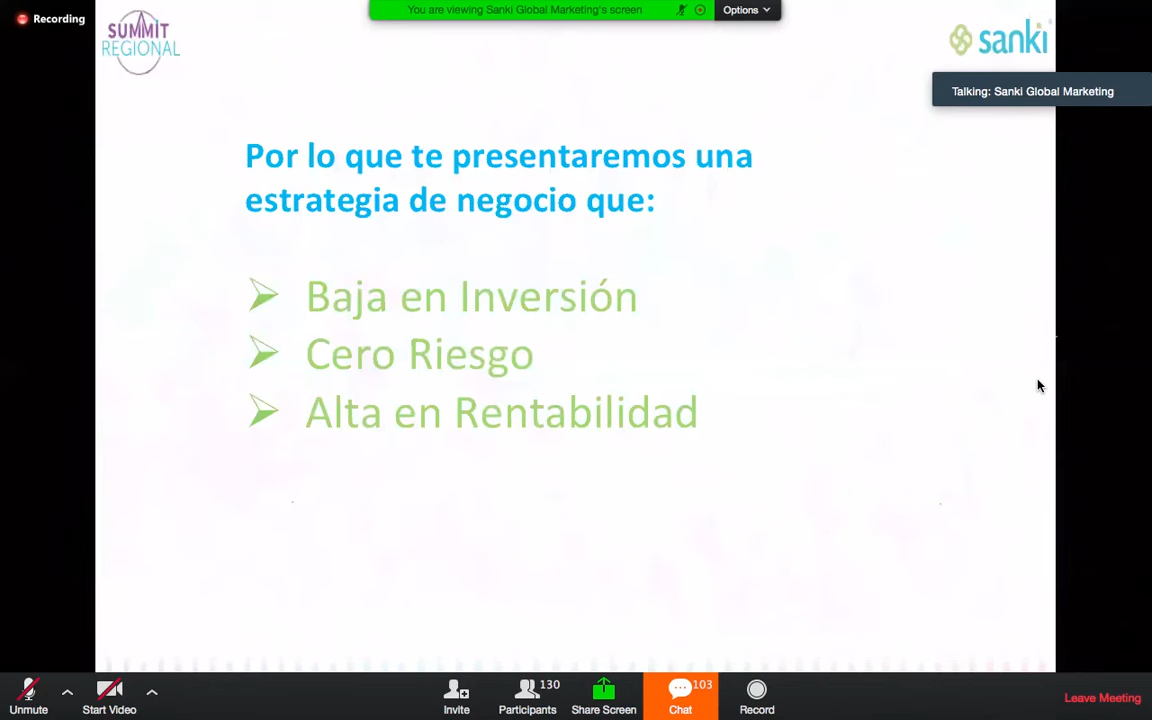 Recording
You are viewing Sanki Global Marketing's screen
Options
SUMMIT
REGIONAL
sanki
Talking: Sanki Global Marketing
Por lo que te presentaremos una
estrategia de negocio que:
Baja en Inversión
Cero Riesgo
Alta en Rentabilidad
130
103
Unmute
Start Video
Invite
Participants
Share Screen
Chat
Record
Leave Meeting